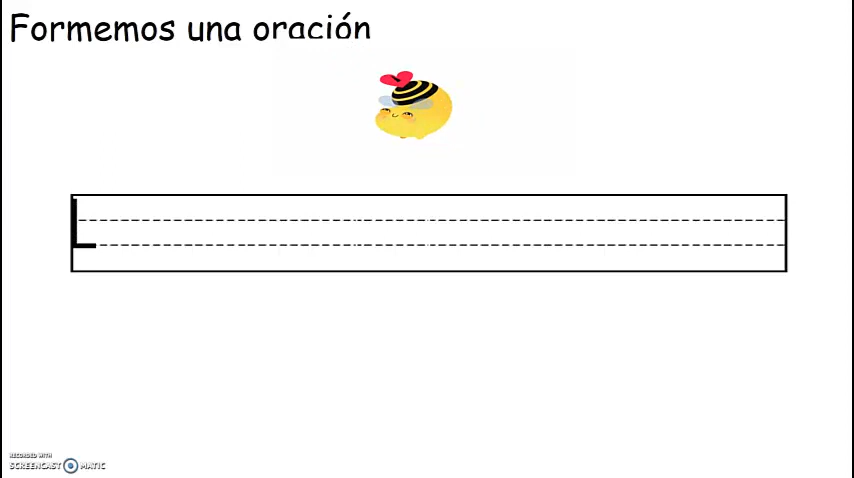 Formemos una oración
L
RECORDED WITH
SCREENCAST MATIC